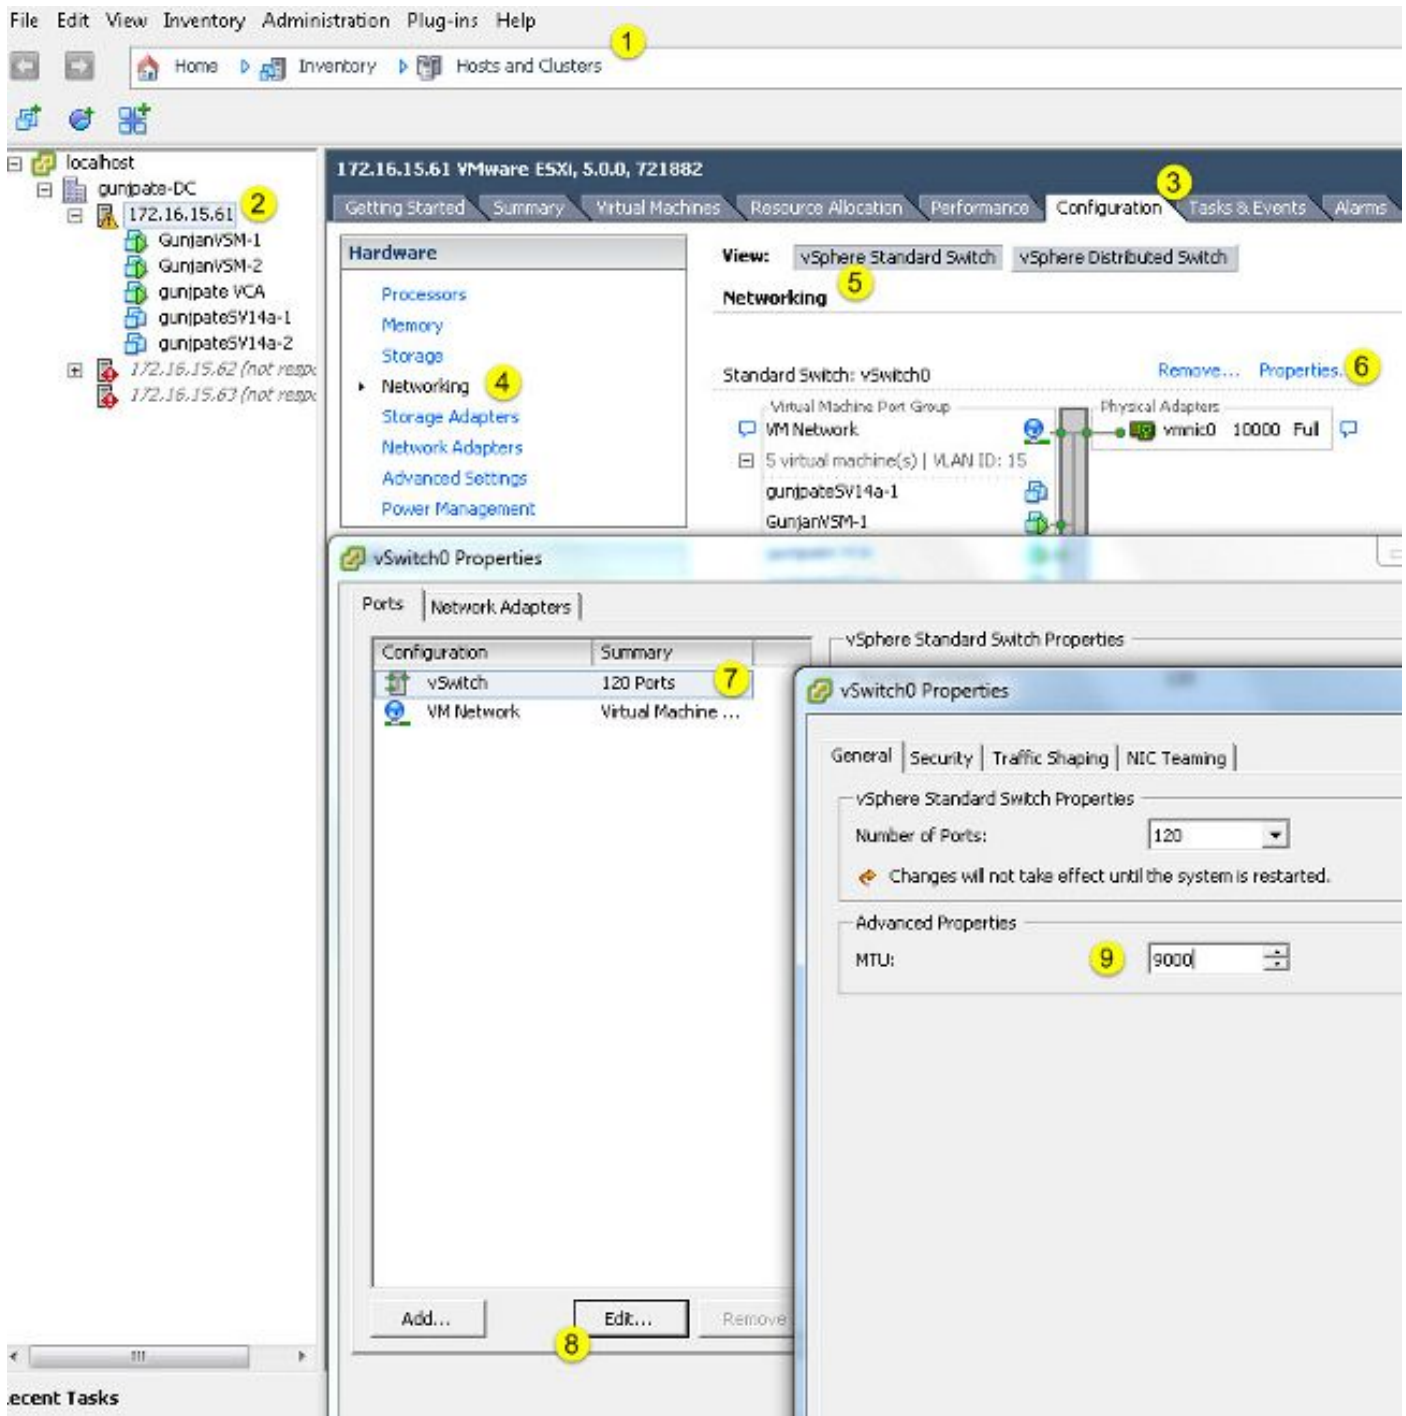 File Edit View Inventory Administration Plug-ins Help
1
Home Inventory Hosts and Clusters
localhost
gunjpate-DC
172.16.15.61 2
GunjanVSM-1
GunjanVSM-2
gunjpate VCA
gunjpateSV14a-1
gunjpateSV14a-2
172.16.15.62 (not resp
172.16.15.63 (not resp
172.16.15.61 VMware ESXi, 5.0.0, 721882
3
Getting Started Summary Virtual Machines Resource Allocation Performance Configuration Tasks & Events Alarms
Hardware
Processors
Memory
Storage
Networking 4
Storage Adapters
Network Adapters
Advanced Settings
Power Management
View: vSphere Standard Switch vSphere Distributed Switch
5
Networking
Standard Switch: vSwitch0 Remove... Properties. 6
Virtual Machine Port Group Physical Adapters
VM Network vmnic0 10000 Full
5 virtual machine(s) | VLAN ID: 15
gunjpateSV14a-1
GunjanVSM-1
vSwitch0 Properties
Ports Network Adapters
Configuration Summary
vSwitch 120 Ports 7
VM Network Virtual Machine ...
Add... Edit... Remove
8
vSphere Standard Switch Properties
vSwitch0 Properties
General Security Traffic Shaping NIC Teaming
vSphere Standard Switch Properties
Number of Ports: 120
Changes will not take effect until the system is restarted.
Advanced Properties
MTU: 9 9000
ecent Tasks